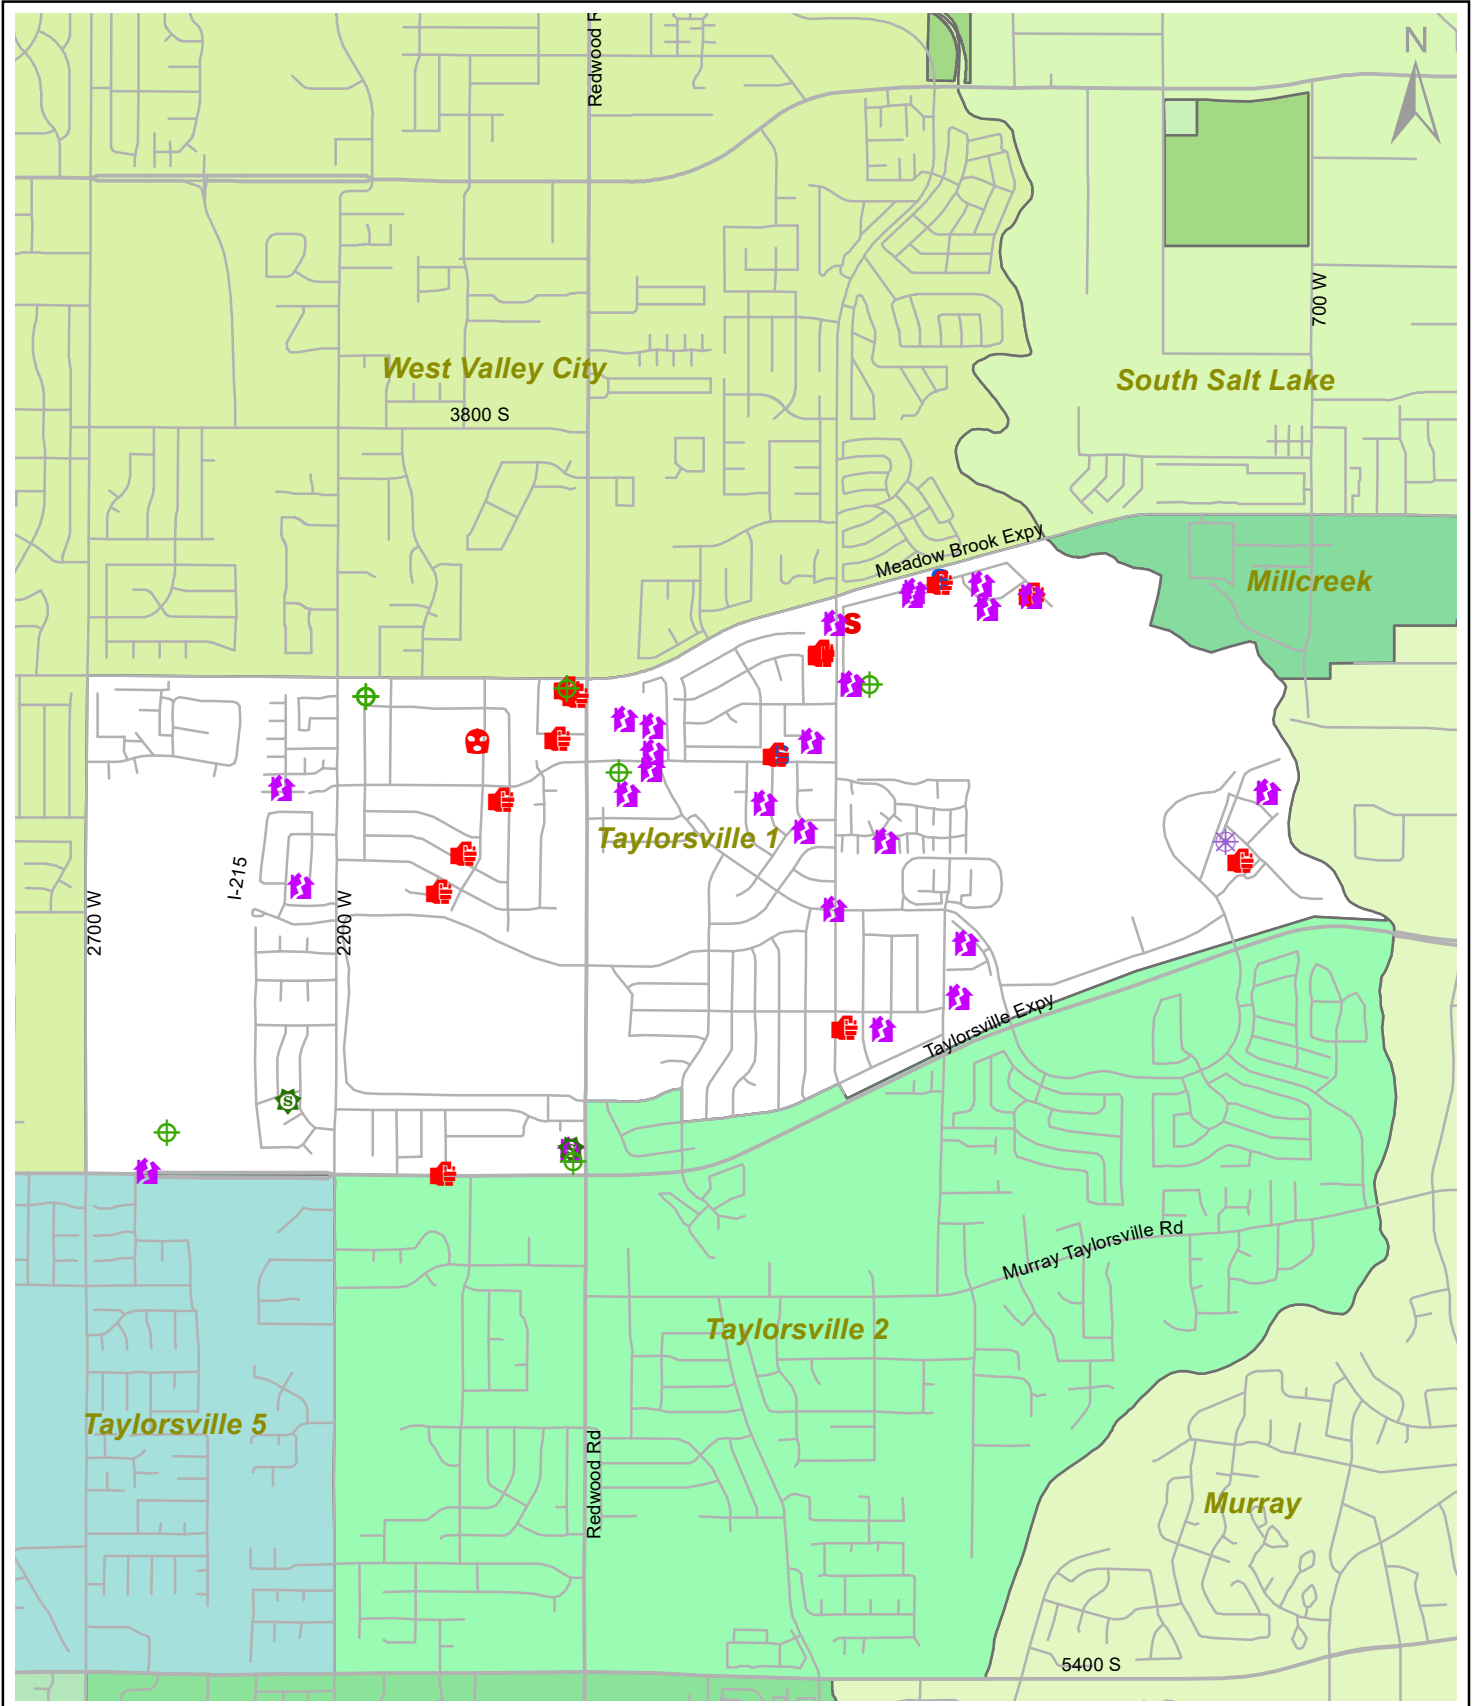 Redwood R
N
700 W
West Valley City
South Salt Lake
3800 S
Meadow Brook Expy
Millcreek
S
Taylorsville 1
I-215
2700 W
2200 W
Taylorsville Expy
S
Murray Taylorsville Rd
Taylorsville 2
Taylorsville 5
Redwood Rd
Murray
5400 S